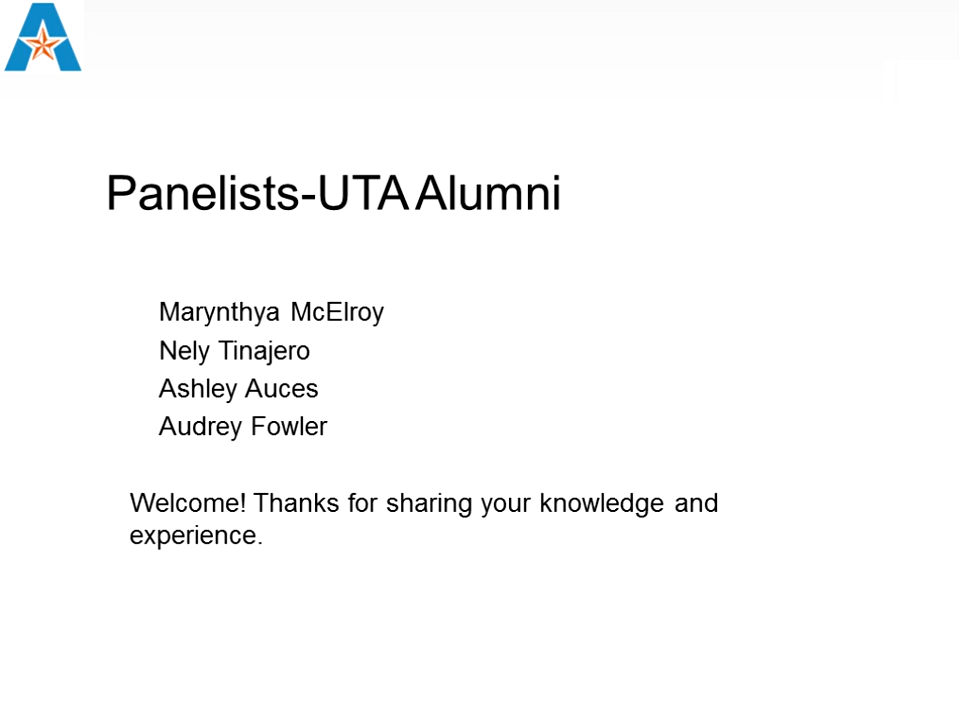 Panelists-UTA Alumni
Marynthya McElroy
Nely Tinajero
Ashley Auces
Audrey Fowler
Welcome! Thanks for sharing your knowledge and
experience.